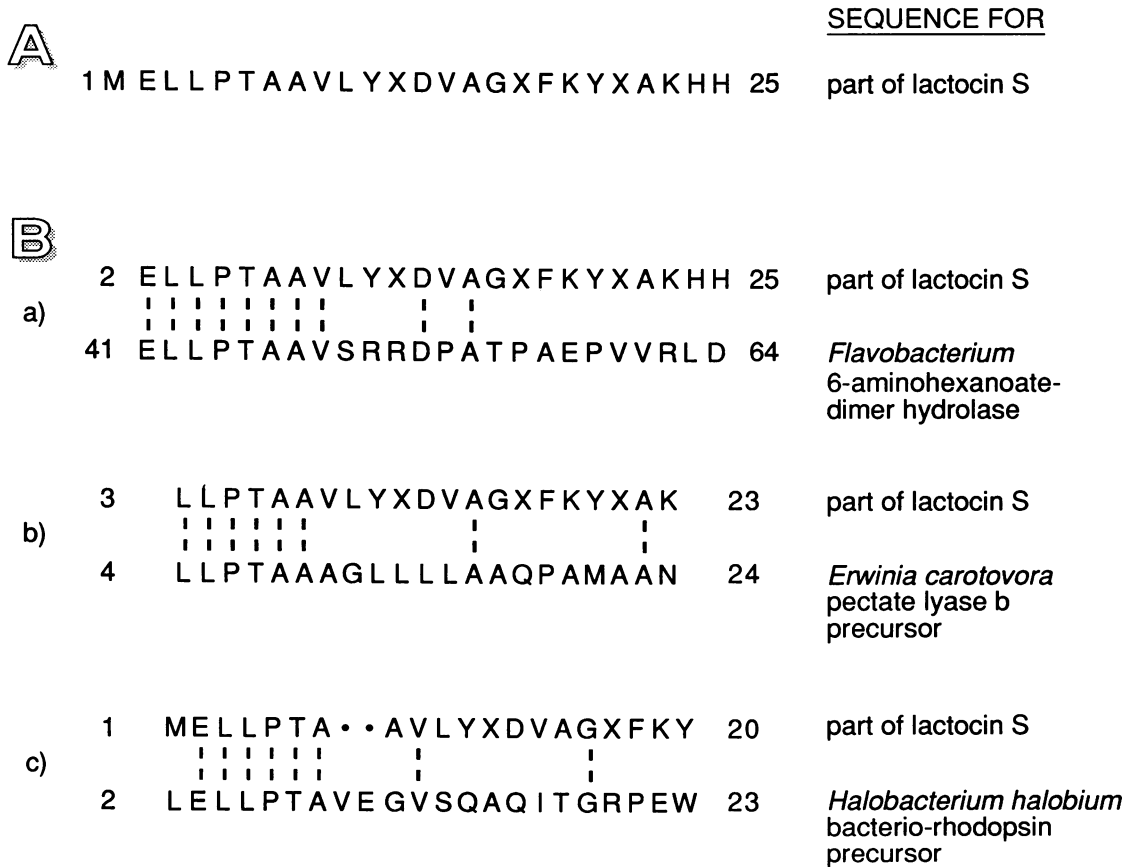 SEQUENCE FOR
A
1 M E L L P T A A V L Y X D V A G X F K Y X A K H H 25 part of lactocin S
B
a)
2 E L L P T A A V L Y X D V A G X F K Y X A K H H 25 part of lactocin S
41 E L L P T A A V S R R D P A T P A E P V V R L D 64 Flavobacterium
6-aminohexanoate-
dimer hydrolase
b)
3 L L P T A A V L Y X D V A G X F K Y X A K 23 part of lactocin S
4 L L P T A A A G L L L L A A Q P A M A A N 24 Erwinia carotovora
pectate lyase b
precursor
c)
1 M E L L P T A • • A V L Y X D V A G X F K Y 20 part of lactocin S
2 L E L L P T A V E G V S Q A Q I T G R P E W 23 Halobacterium halobium
bacterio-rhodopsin
precursor